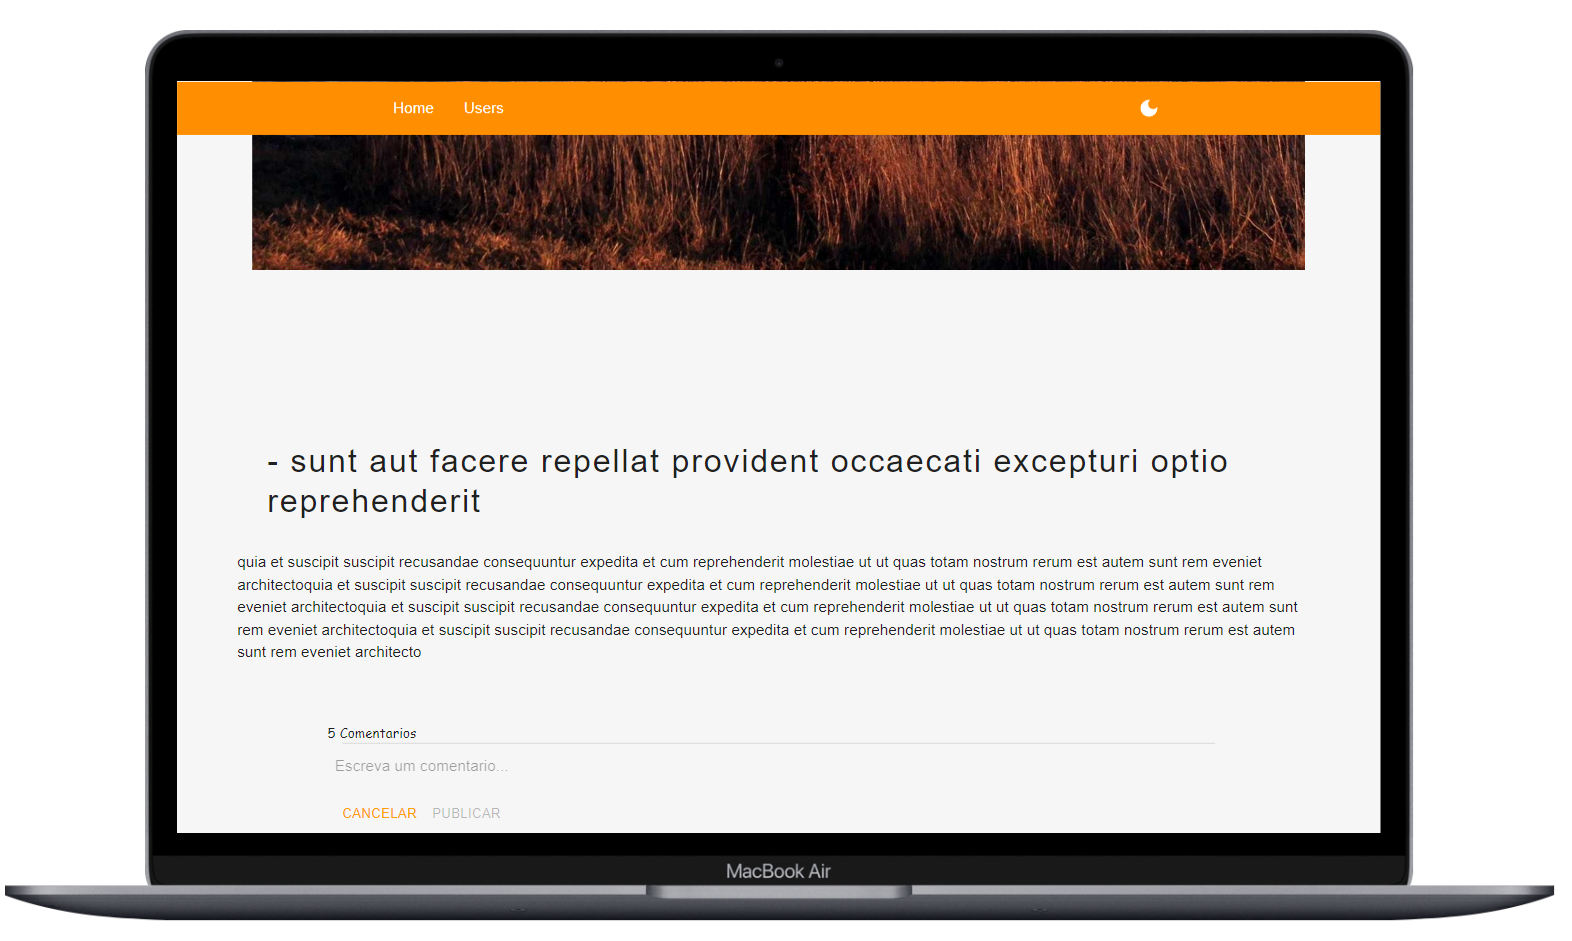 Home Users
- sunt aut facere repellat provident occaecati excepturi optio
reprehenderit
quia et suscipit suscipit recusandae consequuntur expedita et cum reprehenderit molestiae ut ut quas totam nostrum rerum est autem sunt rem eveniet
architectoquia et suscipit suscipit recusandae consequuntur expedita et cum reprehenderit molestiae ut ut quas totam nostrum rerum est autem sunt rem
eveniet architectoquia et suscipit suscipit recusandae consequuntur expedita et cum reprehenderit molestiae ut ut quas totam nostrum rerum est autem sunt
rem eveniet architectoquia et suscipit suscipit recusandae consequuntur expedita et cum reprehenderit molestiae ut ut quas totam nostrum rerum est autem
sunt rem eveniet architecto
5 Comentarios
Escreva um comentario...
CANCELAR PUBLICAR
MacBook Air